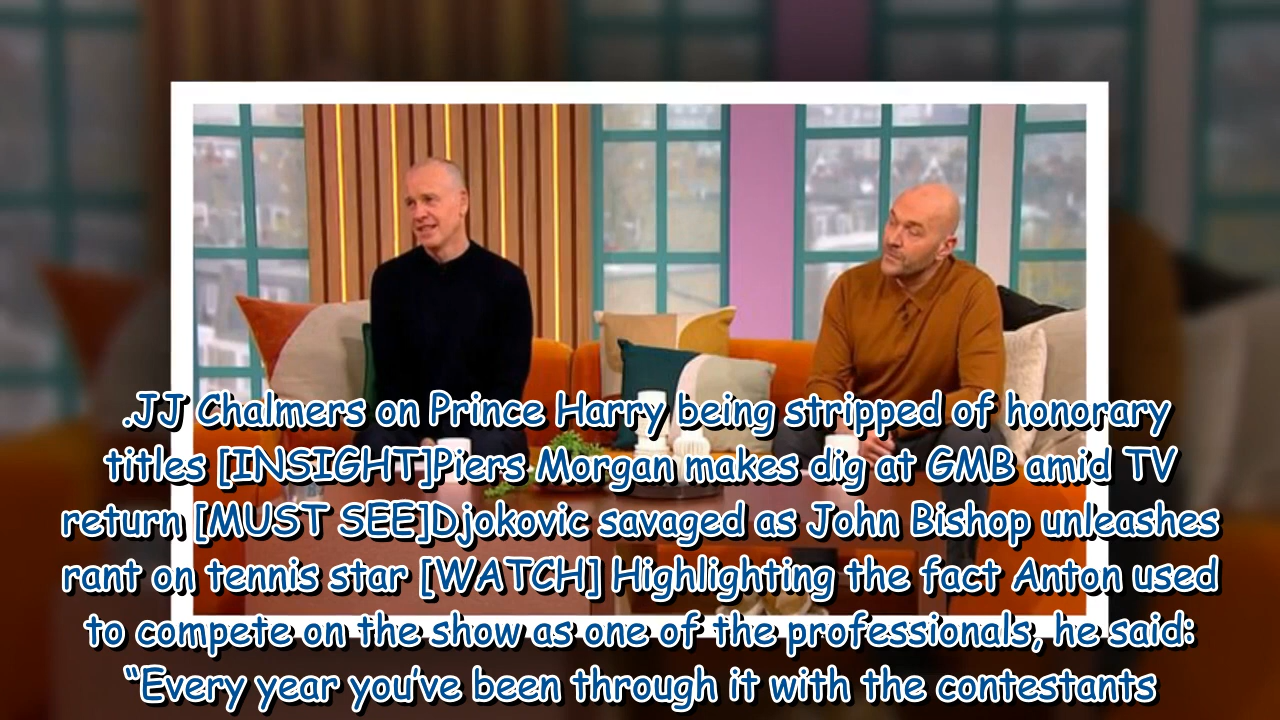 .JJ Chalmers on Prince Harry being stripped of honorary
titles [INSIGHT]Piers Morgan makes dig at GMB amid TV
return [MUST SEE]Djokovic savaged as John Bishop unleashes
rant on tennis star [WATCH] Highlighting the fact Anton used
to compete on the show as one of the professionals, he said:
“Every year you’ve been through it with the contestants